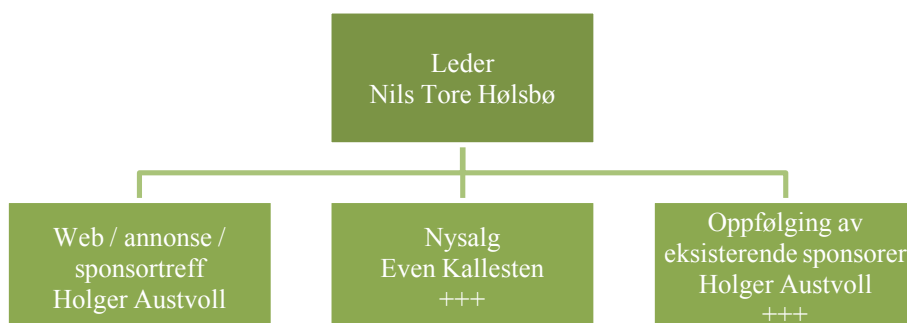 Leder
Nils Tore Hølsbø
Web / annonse /
sponsortreff
Holger Austvoll
Nysalg
Even Kallesten
+++
Oppfølging av
eksisterende sponsorer
Holger Austvoll
+++